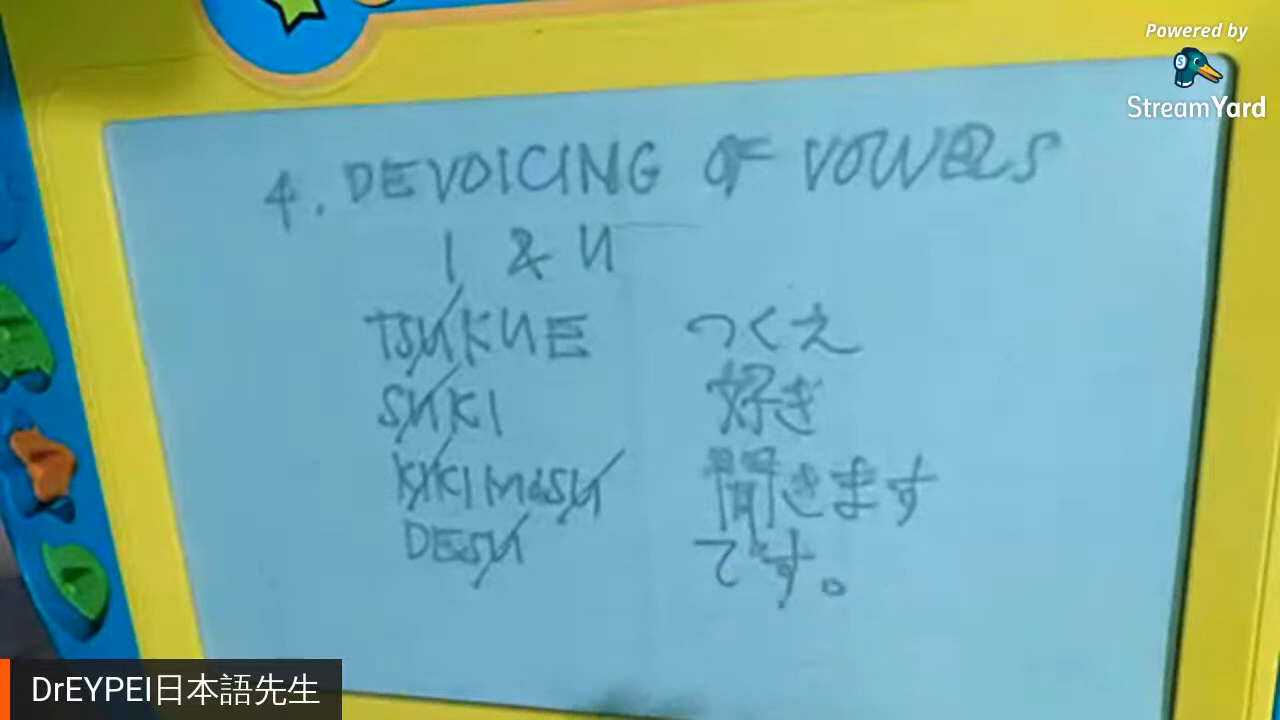 Powered by
StreamYard
4. DEVOICING OF VOWELS
I & U
TSUKUE つくえ
SUKI 好き
KIKIMASU 聞きます
DESU です。
DrEYPEI日本語先生